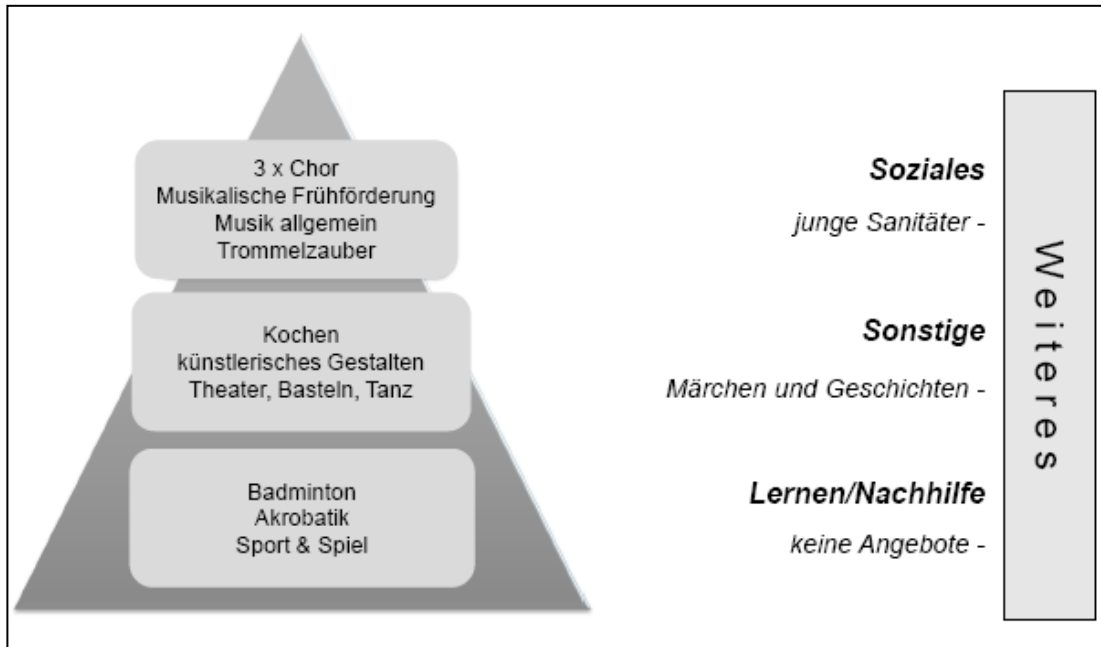 3 x Chor
Musikalische Frühförderung
Musik allgemein
Trommelzauber
Kochen
künstlerisches Gestalten
Theater, Basteln, Tanz
Badminton
Akrobatik
Sport & Spiel
Soziales
junge Sanitäter -
Sonstige
Märchen und Geschichten -
Lernen/Nachhilfe
keine Angebote -
Weiteres